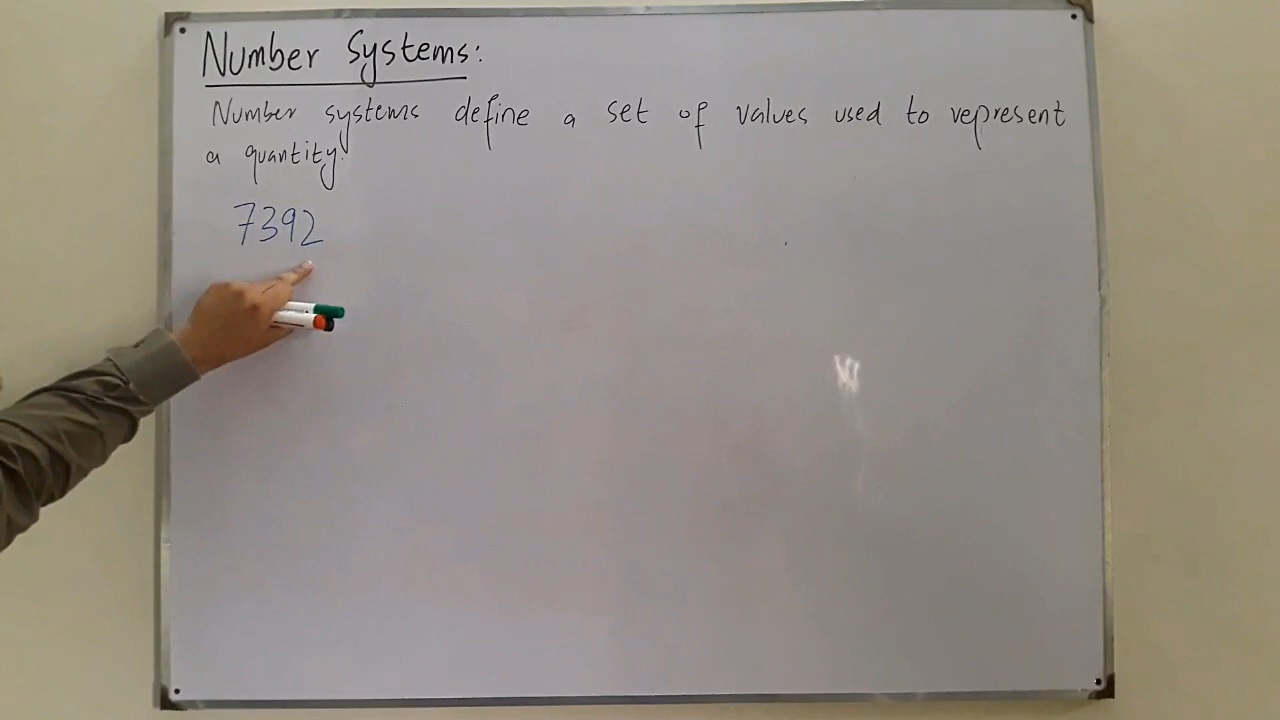 Number Systems:
Number systems define a set of values used to represent
a quantity.
7392